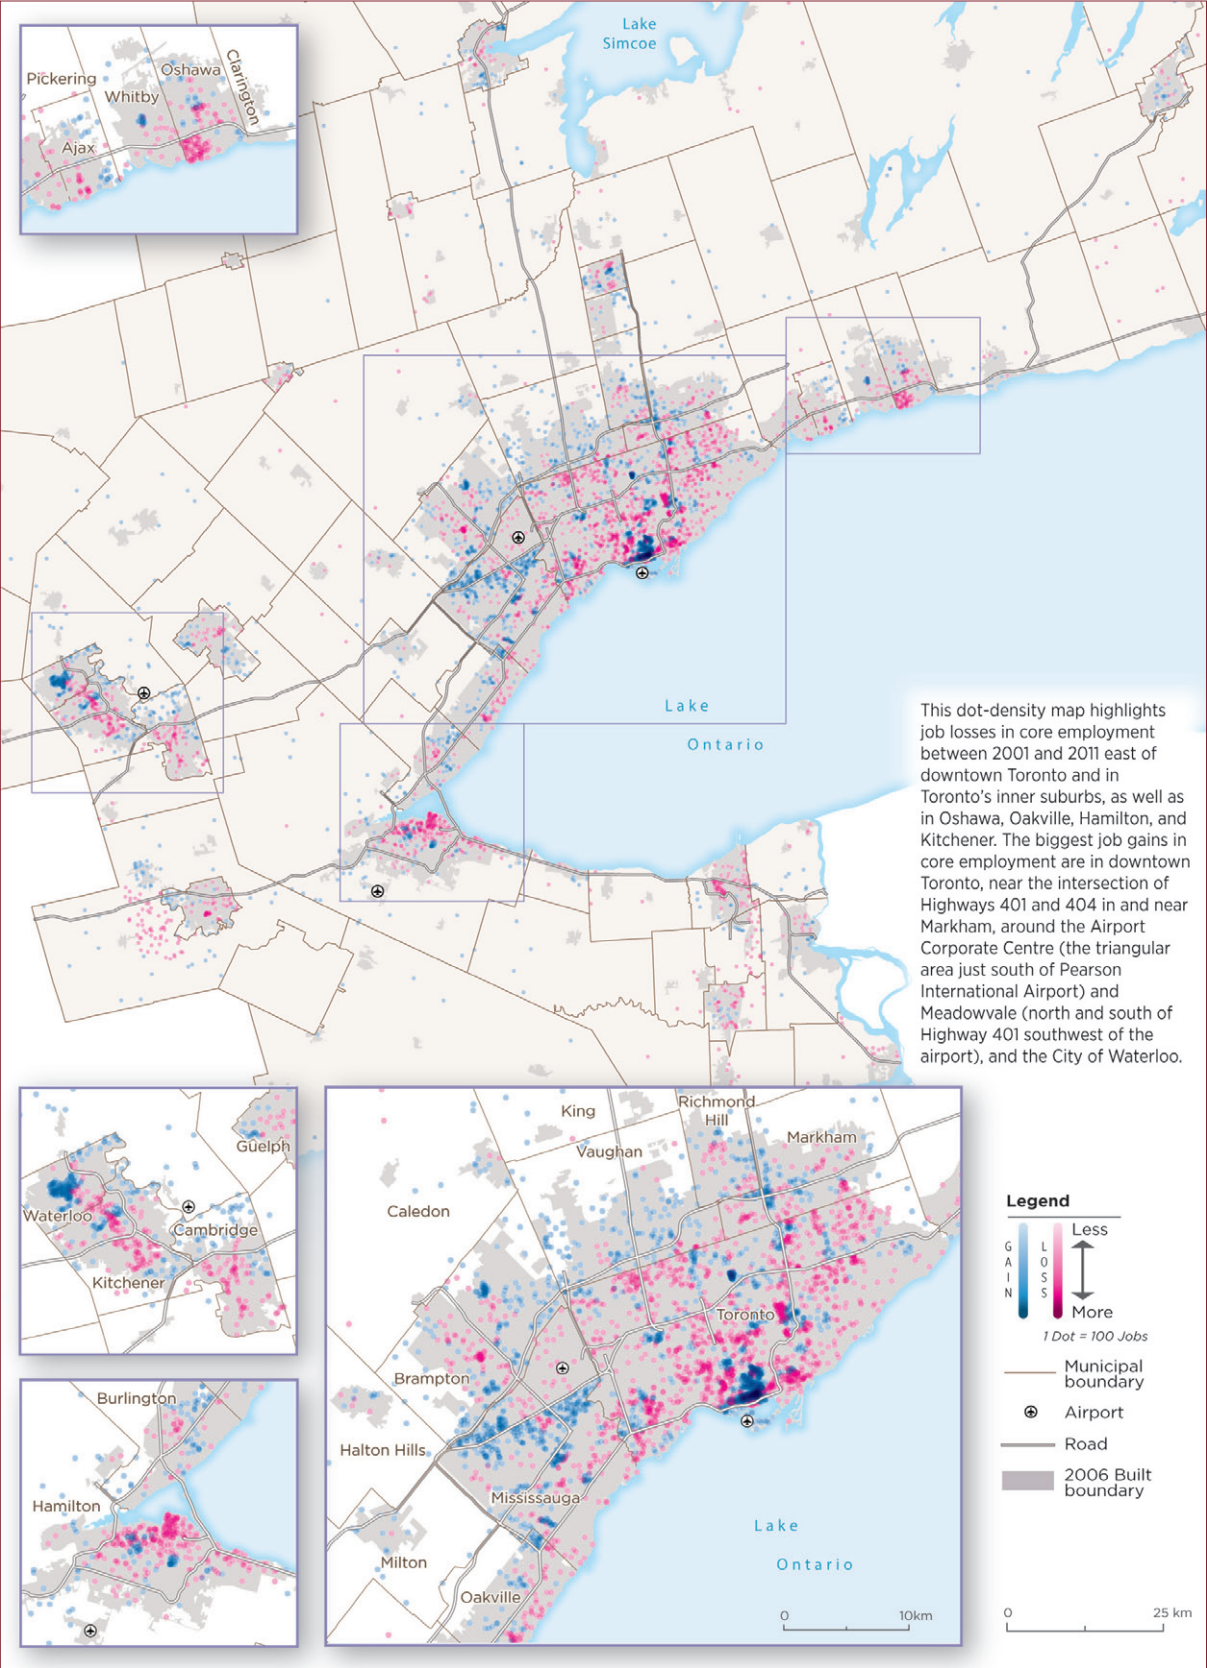 Lake
Simcoe
Pickering
Whitby
Oshawa
Clarington
Ajax
Lake
Ontario
This dot-density map highlights
job losses in core employment
between 2001 and 2011 east of
downtown Toronto and in
Toronto's inner suburbs, as well as
in Oshawa, Oakville, Hamilton, and
Kitchener. The biggest job gains in
core employment are in downtown
Toronto, near the intersection of
Highways 401 and 404 in and near
Markham, around the Airport
Corporate Centre (the triangular
area just south of Pearson
International Airport) and
Meadowvale (north and south of
Highway 401 southwest of the
airport), and the City of Waterloo.
Guelph
Waterloo
Cambridge
Kitchener
Burlington
Hamilton
King
Richmond
Hill
Vaughan
Markham
Caledon
Toronto
Brampton
Halton Hills
Mississauga
Milton
Oakville
Lake
Ontario
0 10km
Legend
GAIN
LOSS
Less
More
1 Dot = 100 Jobs
Municipal
boundary
Airport
Road
2006 Built
boundary
0 25 km